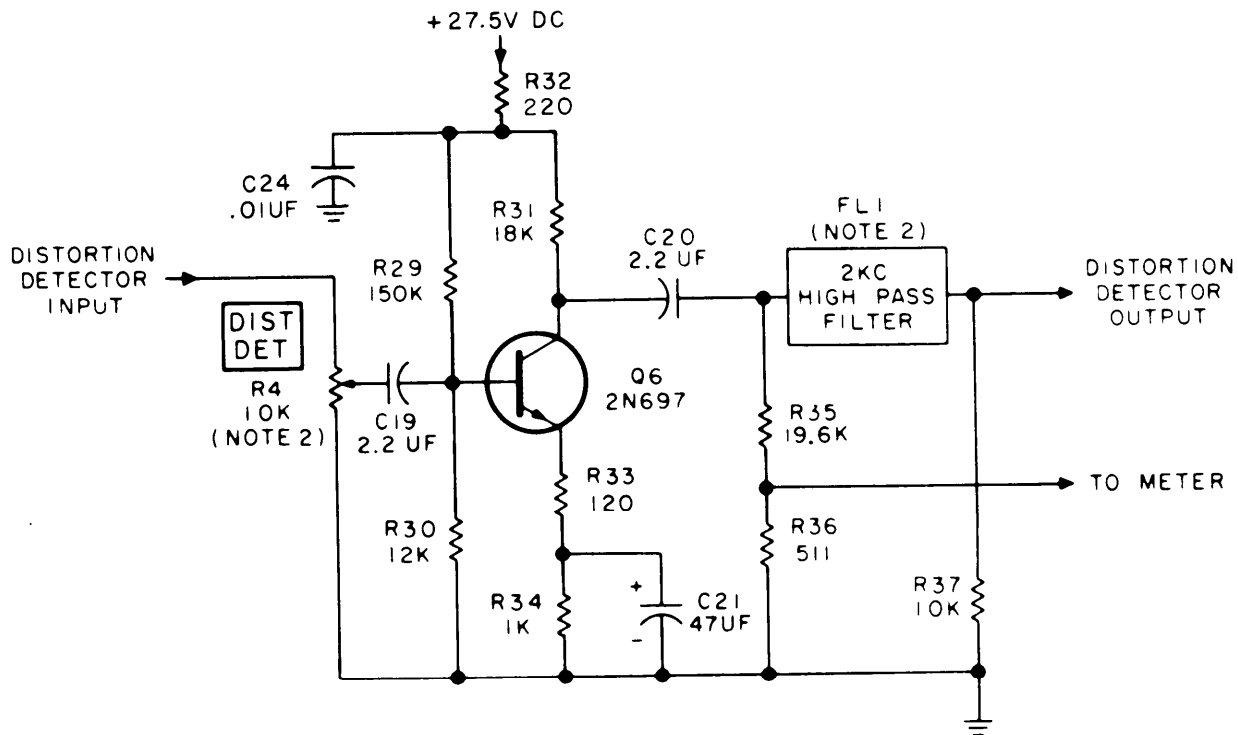 +27.5V DC
R32
220
C24
.01UF
R31
18K
FL1
(NOTE 2)
C20
2.2 UF
DISTORTION
DETECTOR
INPUT
R29
150K
2KC
HIGH PASS
FILTER
DISTORTION
DETECTOR
OUTPUT
DIST
DET
R4
10K
(NOTE 2)
C19
2.2 UF
Q6
2N697
R35
19.6K
R33
120
TO METER
R30
12K
R36
511
R34
1K
+
-
C21
47UF
R37
10K